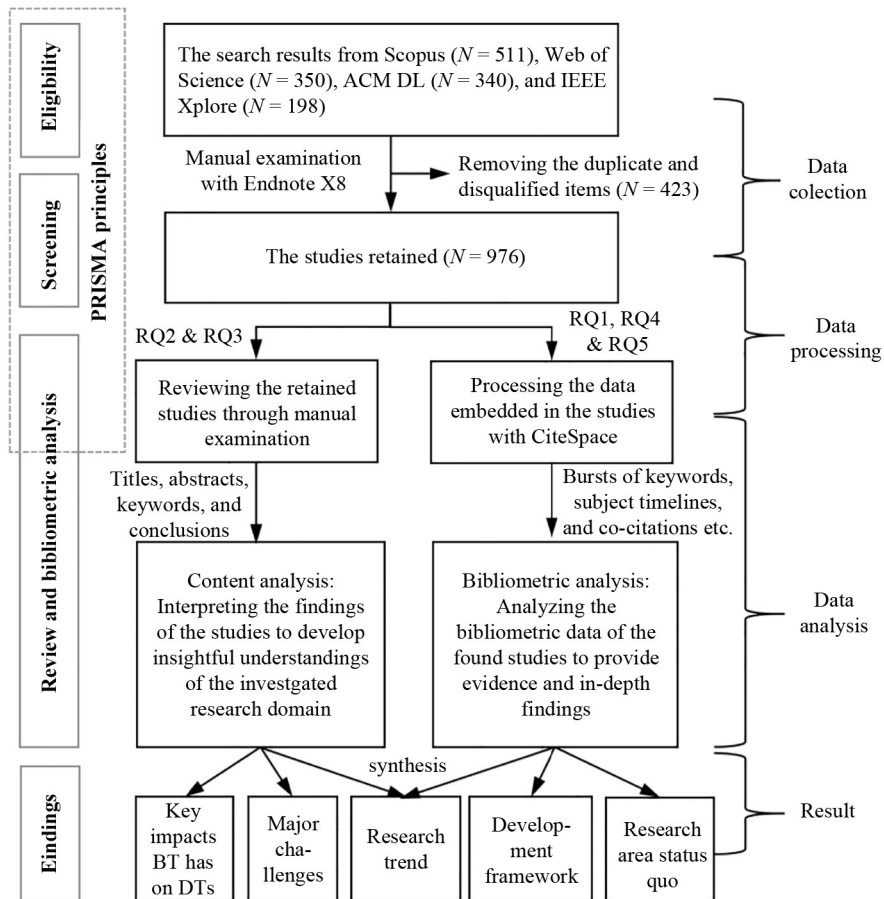 Eligibility
Screening
PRISMA principles
Review and bibliometric analysis
Eindings
The search results from Scopus (N = 511), Web of
Science (N = 350), ACM DL (N = 340), and IEEE
Xplore (N = 198)
Manual examination
with Endnote X8
Removing the duplicate and
disqualified items (N = 423)
The studies retained (N = 976)
RQ2 & RQ3
RQ1, RQ4
& RQ5
Reviewing the retained
studies through manual
examination
Processing the data
embedded in the studies
with CiteSpace
Titles, abstracts,
keywords, and
conclusions
Bursts of keywords,
subject timelines,
and co-citations etc.
Content analysis:
Interpreting the findings
of the studies to develop
insightful understandings
of the investgated
research domain
Bibliometric analysis:
Analyzing the
bibliometric data of the
found studies to provide
evidence and in-depth
findings
synthesis
Key
impacts
BT has
on DTs
Major
cha-
llenges
Research
trend
Develop-
ment
framework
Research
area status
quo
Data
colection
Data
processing
Data
analysis
Result